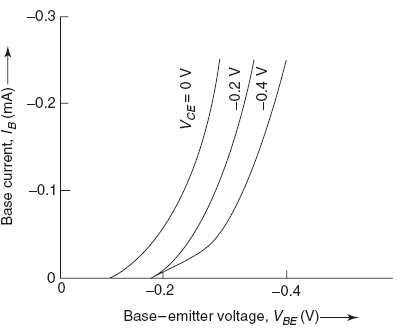 –0.3
–0.2
–0.1
0
0
–0.2
–0.4
Base current, I_B (mA)
V_CE = 0 V
–0.2 V
–0.4 V
Base–emitter voltage, V_BE (V)